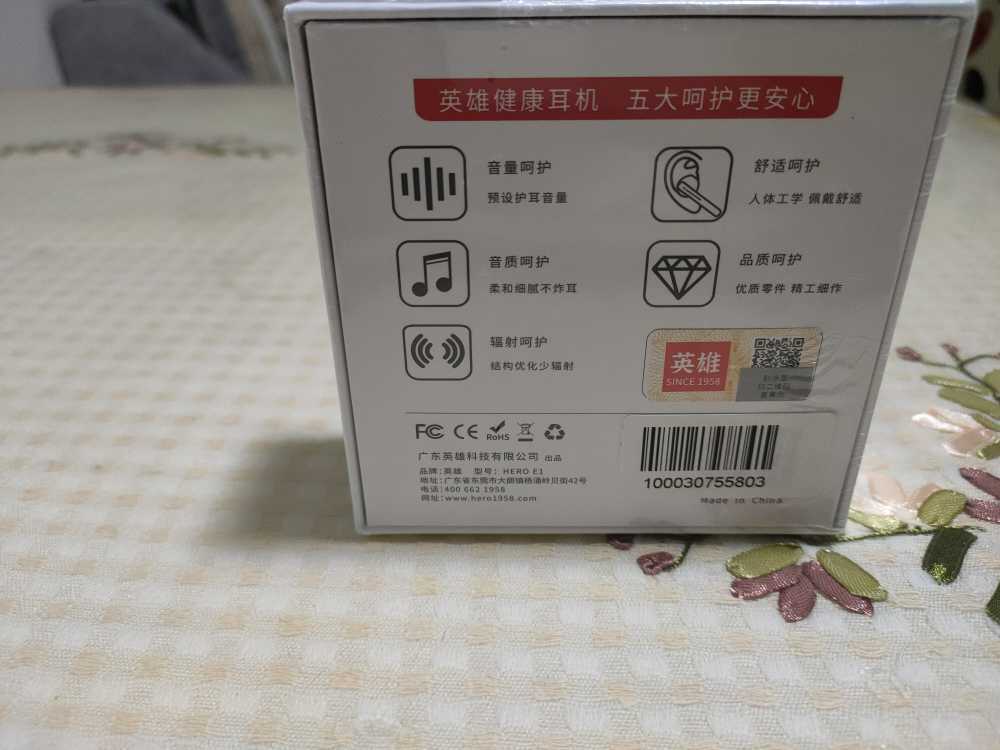 英雄健康耳机 五大呵护更安心
音量呵护
预设护耳音量
舒适呵护
人体工学 佩戴舒适
音质呵护
柔和细腻不炸耳
品质呵护
优质零件 精工细作
辐射呵护
结构优化少辐射
英雄
SINCE 1958
FC CE RoHS
广东英雄科技有限公司 出品
品牌:英雄 型号: HERO E1
地址:广东省东莞市大朗镇杨涌岭贝街42号
电话:400 662 1958
网址:www.hero1958.com
100030755803
Made in China